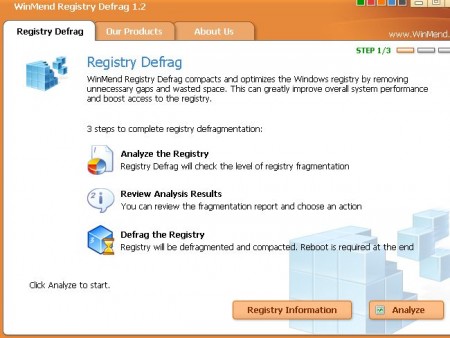 WinMend Registry Defrag 1.2
Registry Defrag
Our Products
About Us
www.WinMend.
STEP 1/3
Registry Defrag
WinMend Registry Defrag compacts and optimizes the Windows registry by removing
unnecessary gaps and wasted space. This can greatly improve overall system performance
and boost access to the registry.
3 steps to complete registry defragmentation:
Analyze the Registry
Registry Defrag will check the level of registry fragmentation
Review Analysis Results
You can review the fragmentation report and choose an action
Defrag the Registry
Registry will be defragmented and compacted. Reboot is required at the end
Click Analyze to start.
Registry Information
Analyze